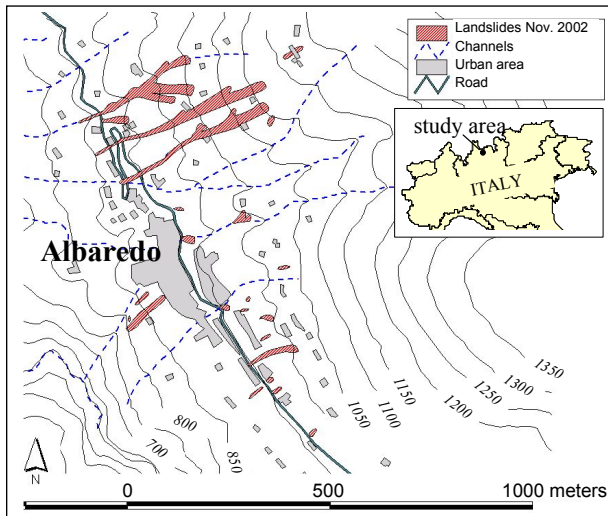 Landslides Nov. 2002
Channels
Urban area
Road
study area
ITALY
Albaredo
1350
1300
1250
1200
1150
1100
1050
850
800
700
N
0 500 1000 meters